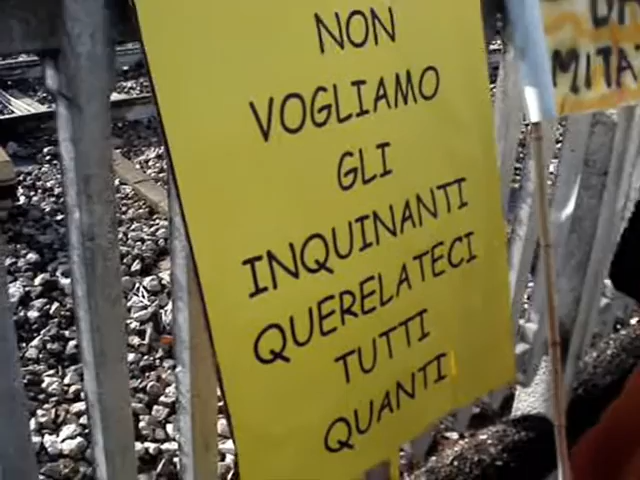 NON
VOGLIAMO
GLI
INQUINANTI
QUERELATECI
TUTTI
QUANTI